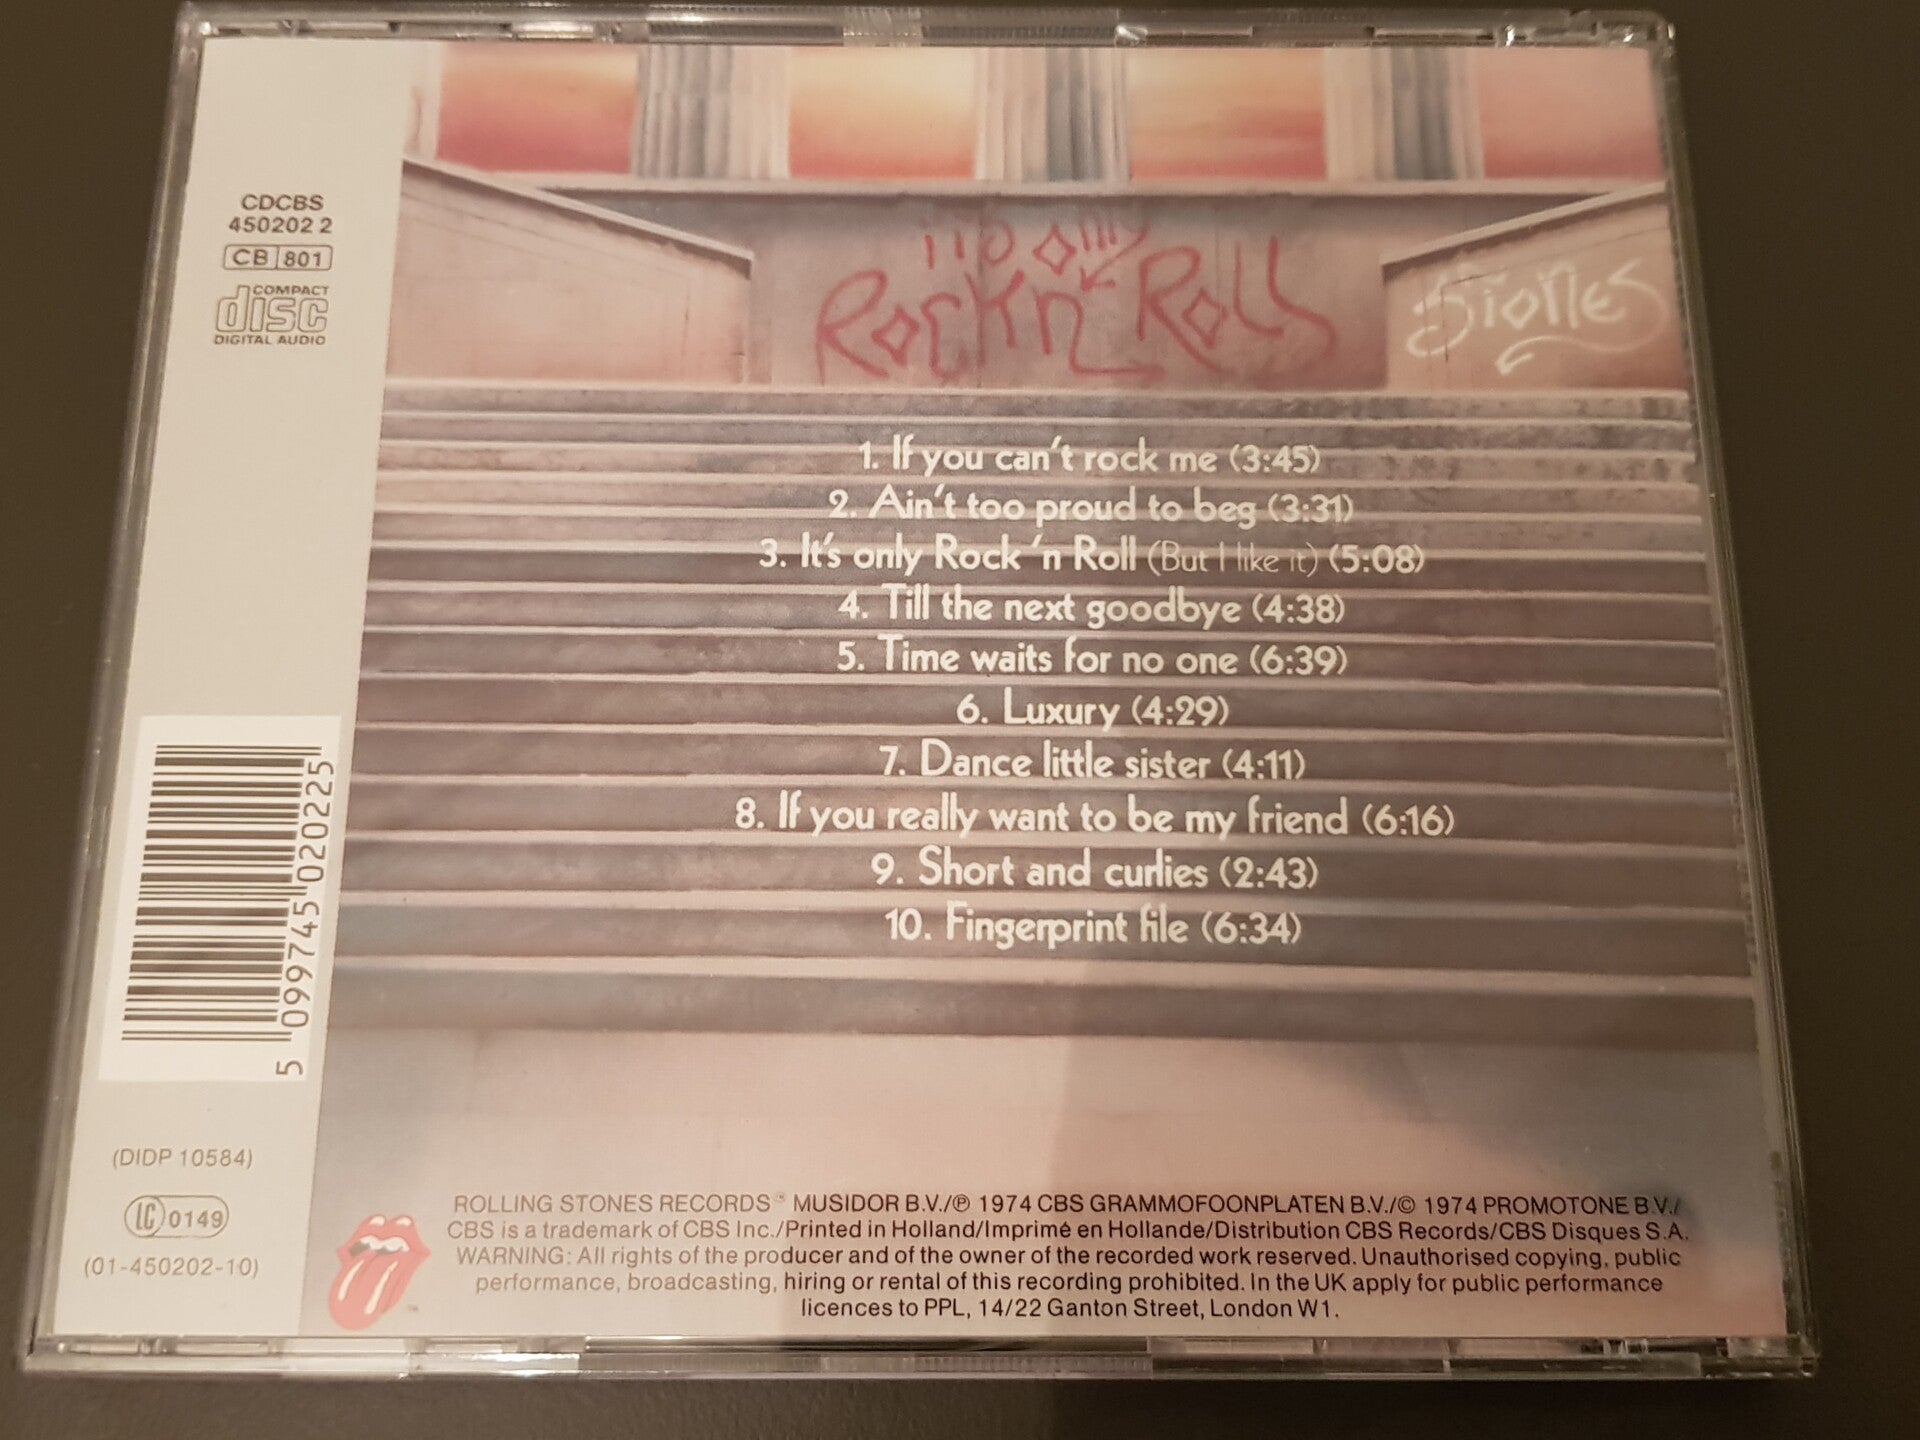 CDCBS
450202 2
CB 801
COMPACT
disc
DIGITAL AUDIO
its only
Rock n Roll
Stones
1. If you can't rock me (3:45)
2. Ain't too proud to beg (3:31)
3. It's only Rock 'n Roll (But I like it) (5:08)
4. Till the next goodbye (4:38)
5. Time waits for no one (6:39)
6. Luxury (4:29)
7. Dance little sister (4:11)
8. If you really want to be my friend (6:16)
9. Short and curlies (2:43)
10. Fingerprint file (6:34)
5 099745 020225
(DIDP 10584)
LC 0149
(01-450202-10)
ROLLING STONES RECORDS® MUSIDOR B.V./℗ 1974 CBS GRAMMOFOONPLATEN B.V./© 1974 PROMOTONE B.V./
CBS is a trademark of CBS Inc./Printed in Holland/Imprimé en Hollande/Distribution CBS Records/CBS Disques S.A.
WARNING: All rights of the producer and of the owner of the recorded work reserved. Unauthorised copying, public
performance, broadcasting, hiring or rental of this recording prohibited. In the UK apply for public performance
licences to PPL, 14/22 Ganton Street, London W1.
TM